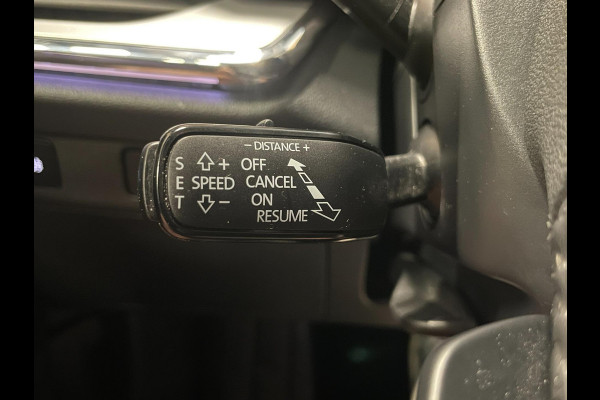 - DISTANCE +
S + OFF
E SPEED CANCEL
T - ON
RESUME